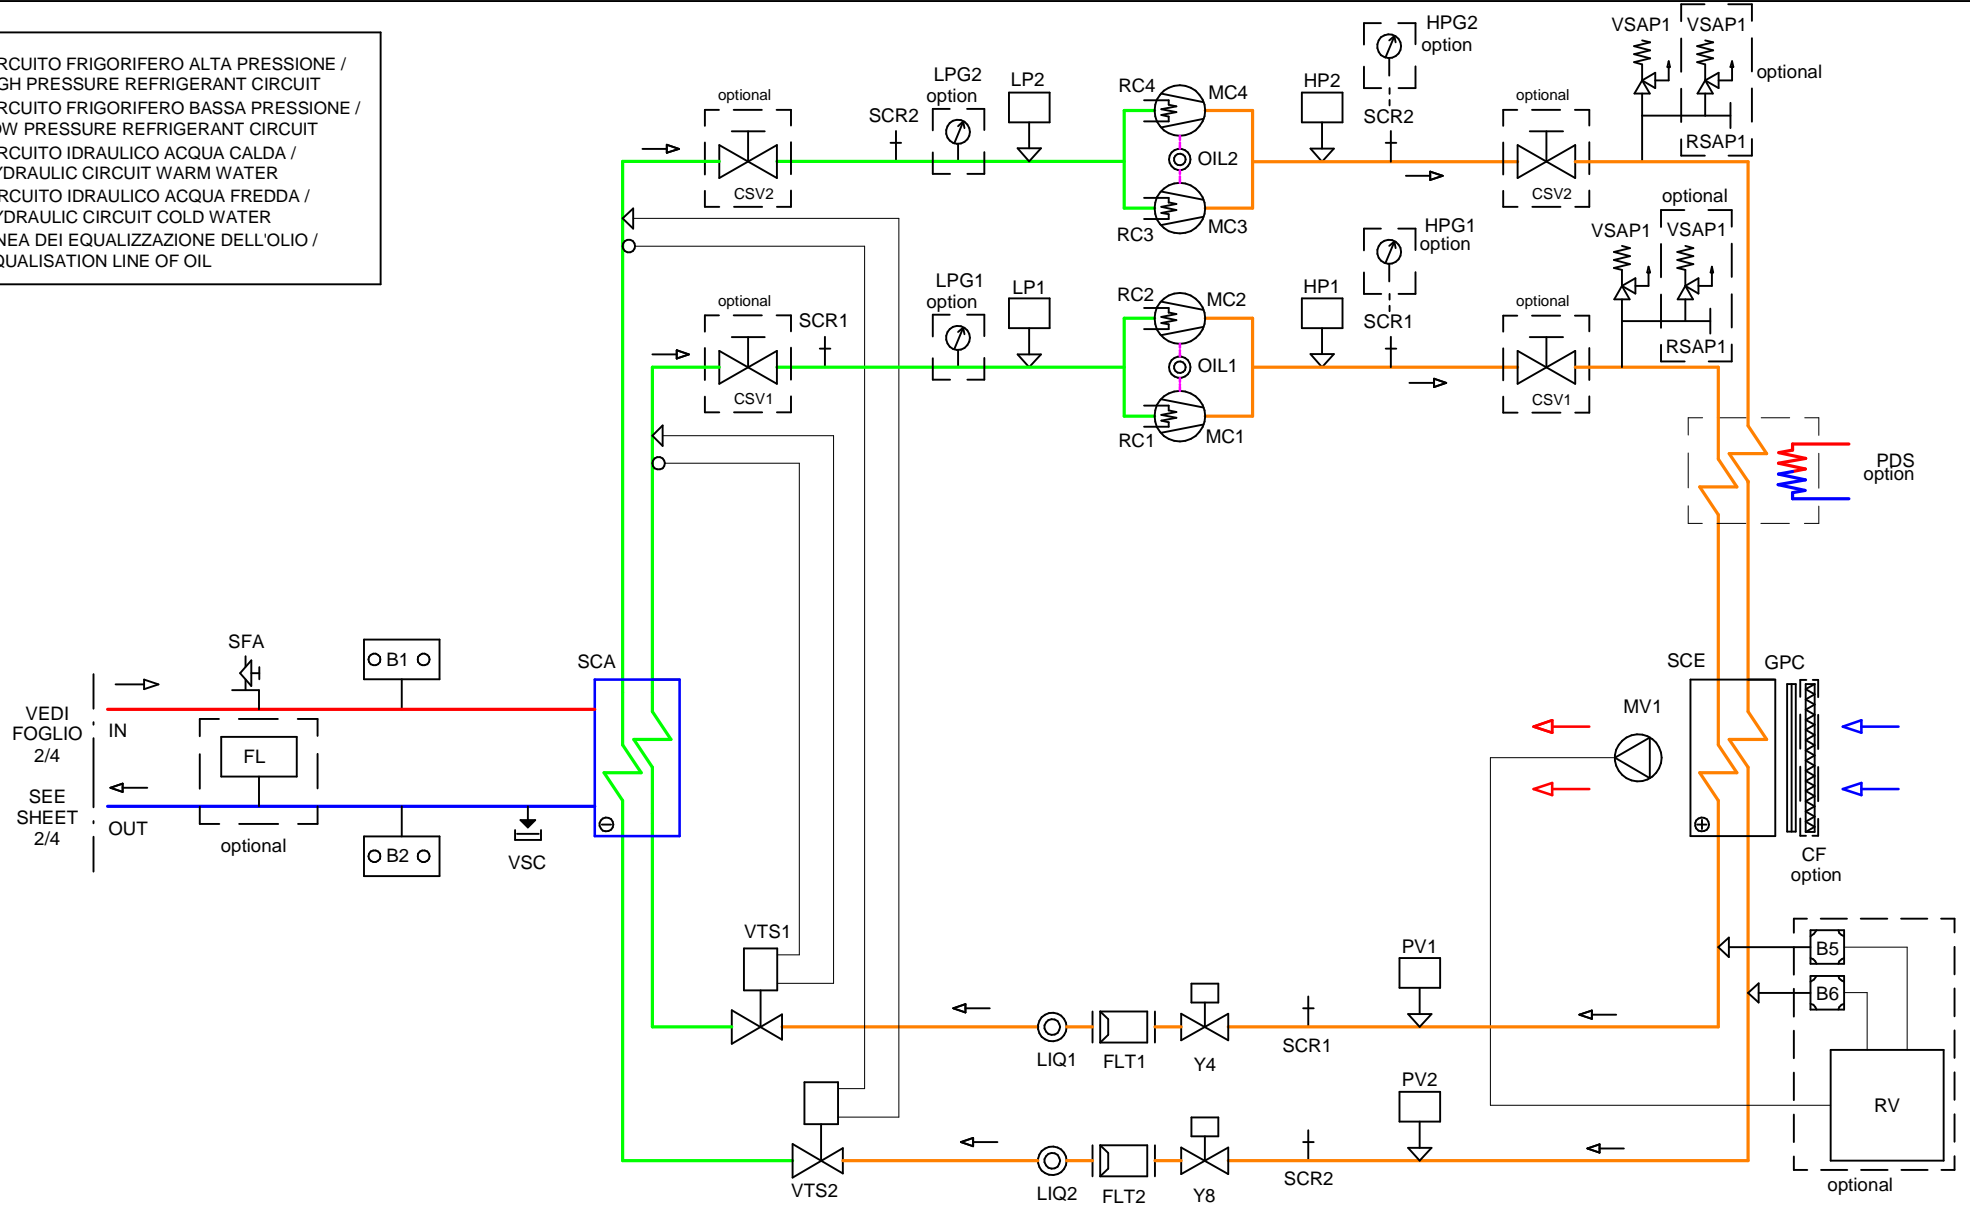 RCUITO FRIGORIFERO ALTA PRESSIONE /
GH PRESSURE REFRIGERANT CIRCUIT
RCUITO FRIGORIFERO BASSA PRESSIONE /
OW PRESSURE REFRIGERANT CIRCUIT
RCUITO IDRAULICO ACQUA CALDA /
YDRAULIC CIRCUIT WARM WATER
RCUITO IDRAULICO ACQUA FREDDA /
YDRAULIC CIRCUIT COLD WATER
NEA DEI EQUALIZZAZIONE DELL'OLIO /
QUALISATION LINE OF OIL
optional
CSV2
SCR2
LPG2
option
LP2
RC4
MC4
OIL2
RC3
MC3
HP2
HPG2
option
SCR2
optional
CSV2
VSAP1
VSAP1
optional
RSAP1
optional
CSV1
SCR1
LPG1
option
LP1
RC2
MC2
OIL1
RC1
MC1
HP1
HPG1
option
SCR1
optional
CSV1
optional
VSAP1
VSAP1
RSAP1
PDS
option
SFA
B1
SCA
VEDI
FOGLIO
2/4
IN
FL
SEE
SHEET
2/4
OUT
optional
B2
VSC
SCE
GPC
MV1
CF
option
VTS1
PV1
B5
B6
LIQ1
FLT1
Y4
SCR1
PV2
RV
VTS2
LIQ2
FLT2
Y8
SCR2
optional